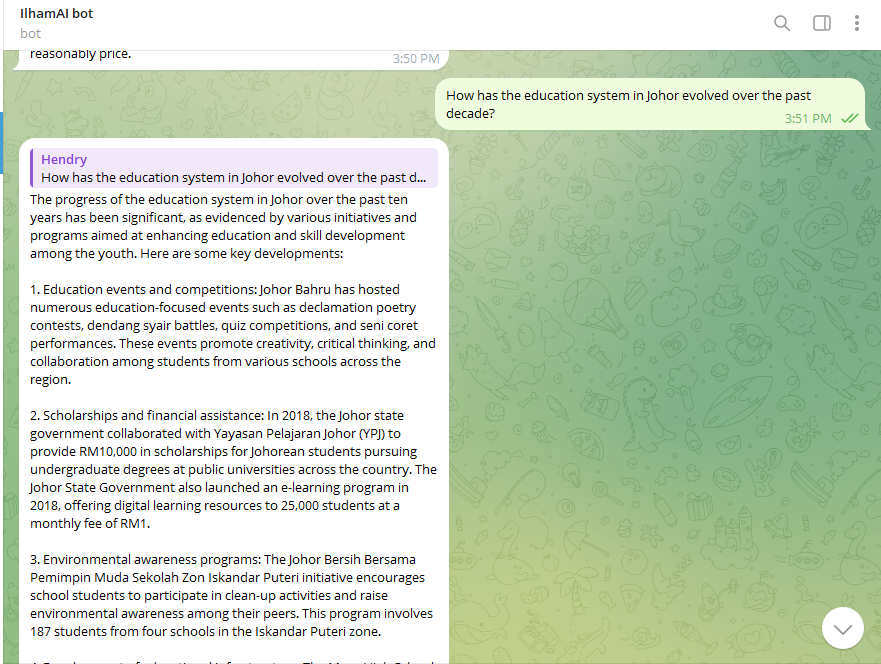 IlhamAI bot
bot
reasonably price.
3:50 PM
How has the education system in Johor evolved over the past
decade?
3:51 PM
Hendry
How has the education system in Johor evolved over the past d...
The progress of the education system in Johor over the past ten
years has been significant, as evidenced by various initiatives and
programs aimed at enhancing education and skill development
among the youth. Here are some key developments:
1. Education events and competitions: Johor Bahru has hosted
numerous education-focused events such as declamation poetry
contests, dendang syair battles, quiz competitions, and seni coret
performances. These events promote creativity, critical thinking, and
collaboration among students from various schools across the
region.
2. Scholarships and financial assistance: In 2018, the Johor state
government collaborated with Yayasan Pelajaran Johor (YPJ) to
provide RM10,000 in scholarships for Johorean students pursuing
undergraduate degrees at public universities across the country. The
Johor State Government also launched an e-learning program in
2018, offering digital learning resources to 25,000 students at a
monthly fee of RM1.
3. Environmental awareness programs: The Johor Bersih Bersama
Pemimpin Muda Sekolah Zon Iskandar Puteri initiative encourages
school students to participate in clean-up activities and raise
environmental awareness among their peers. This program involves
187 students from four schools in the Iskandar Puteri zone.